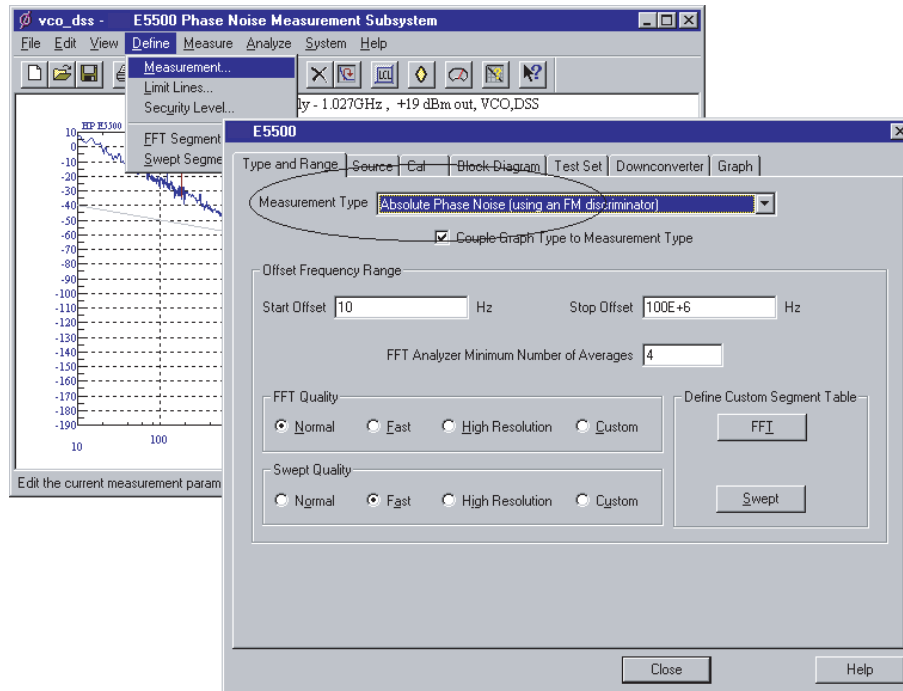 vco_dss - E5500 Phase Noise Measurement Subsystem
File Edit View Define Measure Analyze System Help
Measurement...
Limit Lines...
Security Level...
FFT Segment
Swept Segme
LCL
ly - 1.027GHz , +19 dBm out, VCO,DSS
HP E5500
10
0
-10
-20
-30
-40
-50
-60
-70
-80
-90
-100
-110
-120
-130
-140
-150
-160
-170
-180
-190
10 100
Edit the current measurement param
E5500
Type and Range Source Cal Block Diagram Test Set Downconverter Graph
Measurement Type Absolute Phase Noise (using an FM discriminator)
Couple Graph Type to Measurement Type
Offset Frequency Range
Start Offset 10 Hz Stop Offset 100E+6 Hz
FFT Analyzer Minimum Number of Averages 4
FFT Quality
Normal Fast High Resolution Custom
Swept Quality
Normal Fast High Resolution Custom
Define Custom Segment Table
FFT
Swept
Close Help